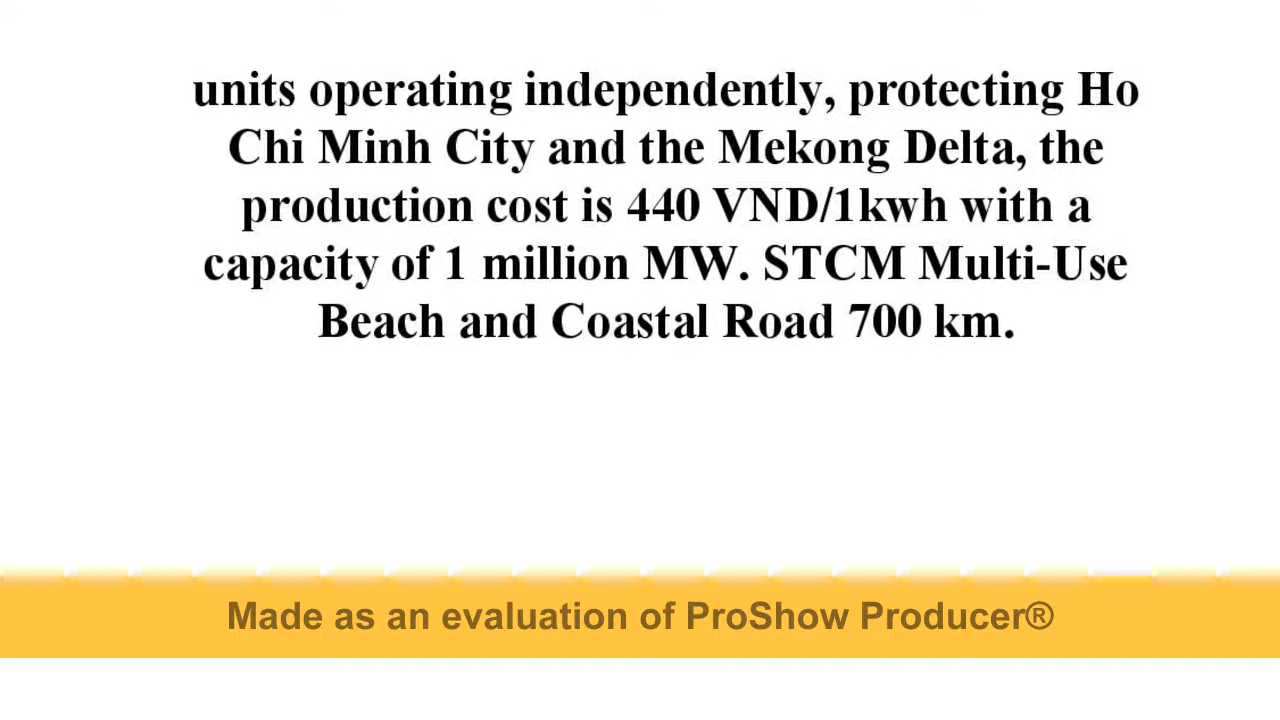 units operating independently, protecting Ho
Chi Minh City and the Mekong Delta, the
production cost is 440 VND/1kwh with a
capacity of 1 million MW. STCM Multi-Use
Beach and Coastal Road 700 km.
Made as an evaluation of ProShow Producer®